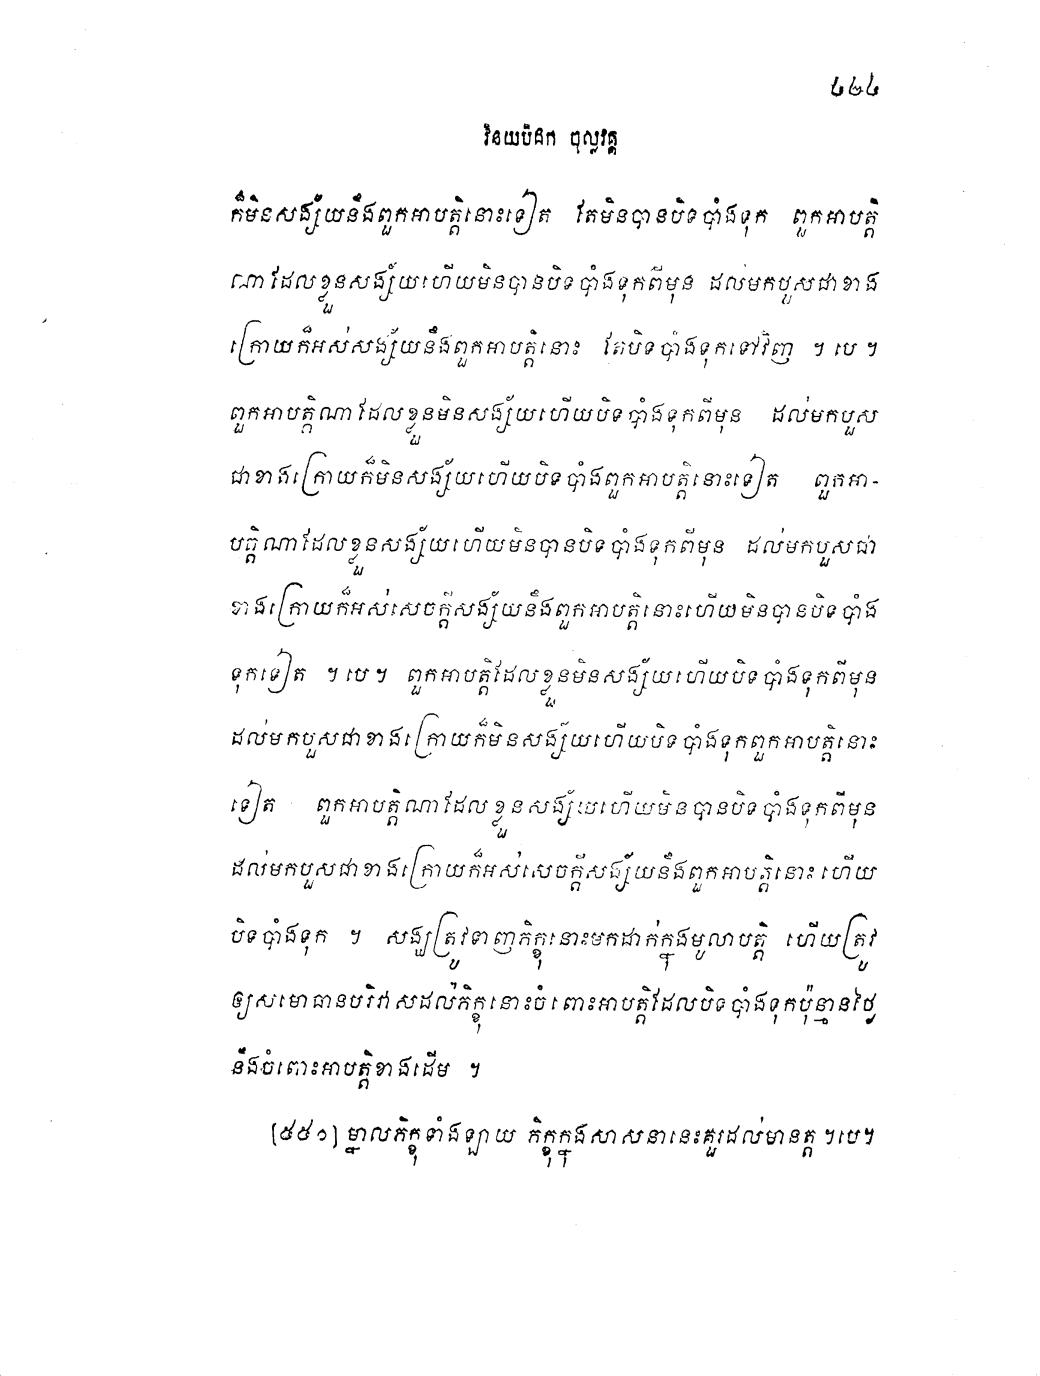 ៤២៤
វិនយបិដក ចុល្លវគ្គ
ក៏មិនសង្ស័យនឹងពួកអាបត្តិនោះទៀត តែមិនបានបិទបាំងទុក ពួកអាបត្តិ
ណាដែលខ្លួនសង្ស័យហើយមិនបានបិទបាំងទុកពីមុន ដល់មកបួសជាខាង
ក្រោយក៏អស់សង្ស័យនឹងពួកអាបត្តិនោះ តែបិទបាំងទុកទៅវិញ ។ បេ ។
ពួកអាបត្តិណាដែលខ្លួនមិនសង្ស័យហើយបិទបាំងទុកពីមុន ដល់មកបួស
ជាខាងក្រោយក៏មិនសង្ស័យហើយបិទបាំងពួកអាបត្តិនោះទៀត ពួកអា-
បត្តិណាដែលខ្លួនសង្ស័យហើយមិនបានបិទបាំងទុកពីមុន ដល់មកបួសជា
ខាងក្រោយក៏អស់សេចក្តីសង្ស័យនឹងពួកអាបត្តិនោះហើយមិនបានបិទបាំង
ទុកទៀត ។ បេ ។ ពួកអាបត្តិដែលខ្លួនមិនសង្ស័យហើយបិទបាំងទុកពីមុន
ដល់មកបួសជាខាងក្រោយក៏មិនសង្ស័យហើយបិទបាំងទុកពួកអាបត្តិនោះ
ទៀត ពួកអាបត្តិណាដែលខ្លួនសង្ស័យហើយមិនបានបិទបាំងទុកពីមុន
ដល់មកបួសជាខាងក្រោយក៏អស់សេចក្តីសង្ស័យនឹងពួកអាបត្តិនោះ ហើយ
បិទបាំងទុក ។ សង្ឃត្រូវទាញភិក្ខុនោះមកដាក់ក្នុងមូលាបត្តិ ហើយត្រូវ
ឲ្យសមោធានបរិវាសដល់ភិក្ខុនោះចំពោះអាបត្តិដែលបិទបាំងទុកប៉ុន្មានថ្ងៃ
នឹងចំពោះអាបត្តិខាងដើម ។
[៥៥១] ម្នាលភិក្ខុទាំងឡាយ ភិក្ខុក្នុងសាសនានេះគួរដល់មានត្ត ។បេ។